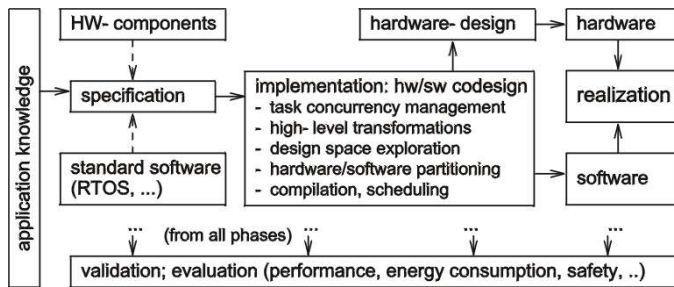 application knowledge
HW- components
hardware- design
hardware
specification
implementation: hw/sw codesign
- task concurrency management
- high- level transformations
- design space exploration
- hardware/software partitioning
- compilation, scheduling
realization
standard software
(RTOS, ...)
software
... (from all phases) ... ... ...
validation; evaluation (performance, energy consumption, safety, ..)